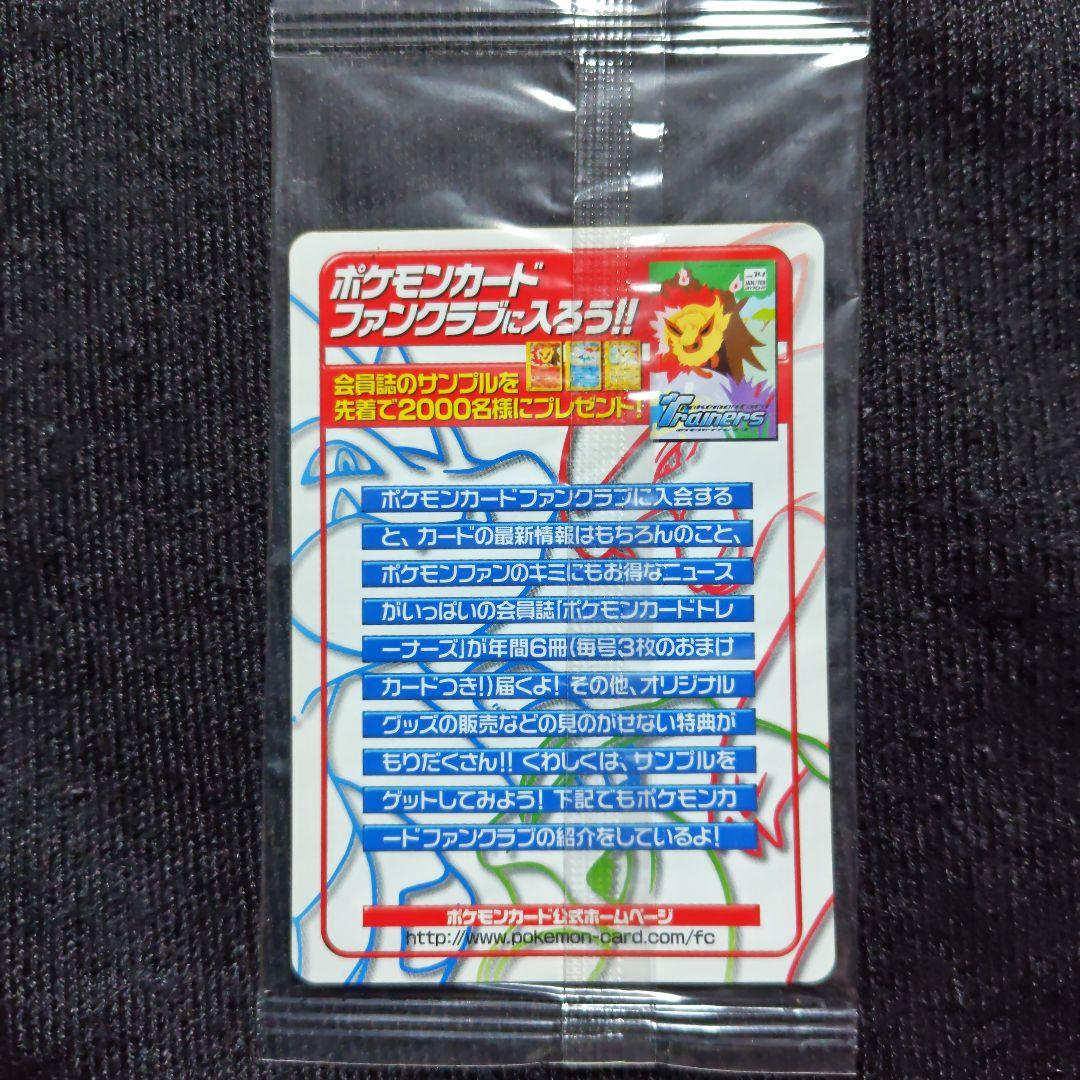 ポケモンカード
ファンクラブに入ろう!!
会員誌のサンプルを
先着で2000名様にプレゼント!
JAN/FEB
Trainers
ポケモンカードファンクラブに入会する
と、カードの最新情報はもちろんのこと、
ポケモンファンのキミにもお得なニュース
がいっぱいの会員誌「ポケモンカードトレ
ーナーズ」が年間6冊(毎号3枚のおまけ
カードつき!)届くよ! その他、オリジナル
グッズの販売などの見のがせない特典が
もりだくさん!! くわしくは、サンプルを
ゲットしてみよう! 下記でもポケモンカ
ードファンクラブの紹介をしているよ!
ポケモンカード公式ホームページ
http://www.pokemon-card.com/fc